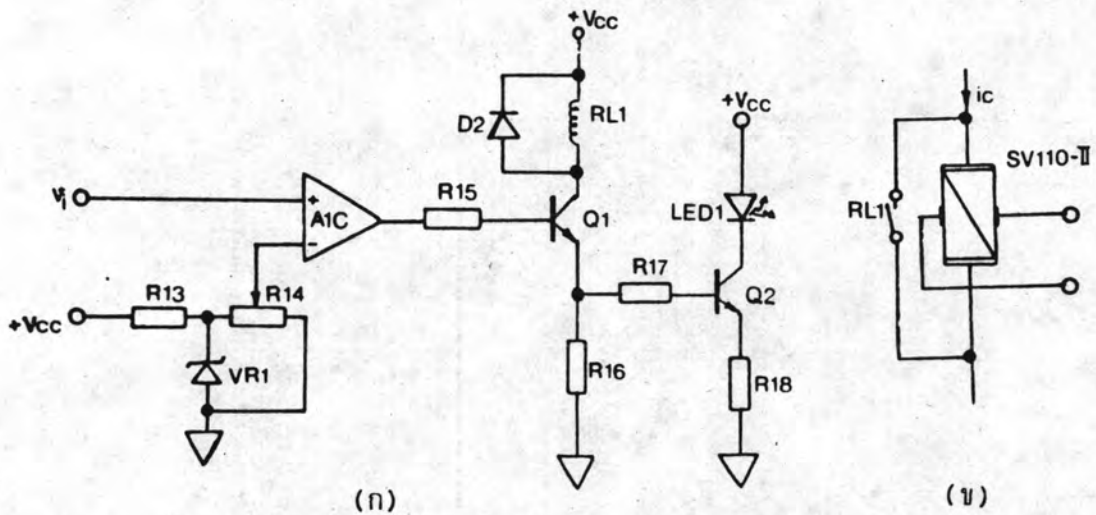 +Vcc
D2
RL1
+Vcc
ic
SV110-II
Vi
+
A1C
-
R15
Q1
LED1
RL1
R13
R14
R17
Q2
+Vcc
VR1
R16
R18
(ก)
(ข)